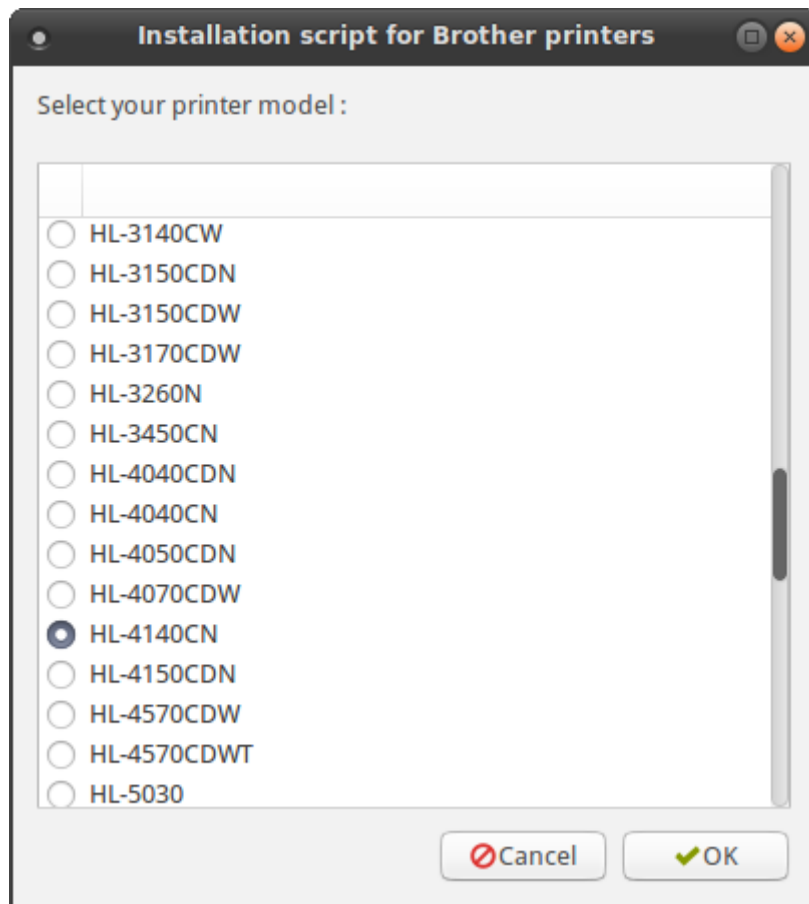 Installation script for Brother printers
Select your printer model :
HL-3140CW
HL-3150CDN
HL-3150CDW
HL-3170CDW
HL-3260N
HL-3450CN
HL-4040CDN
HL-4040CN
HL-4050CDN
HL-4070CDW
HL-4140CN
HL-4150CDN
HL-4570CDW
HL-4570CDWT
HL-5030
Cancel OK